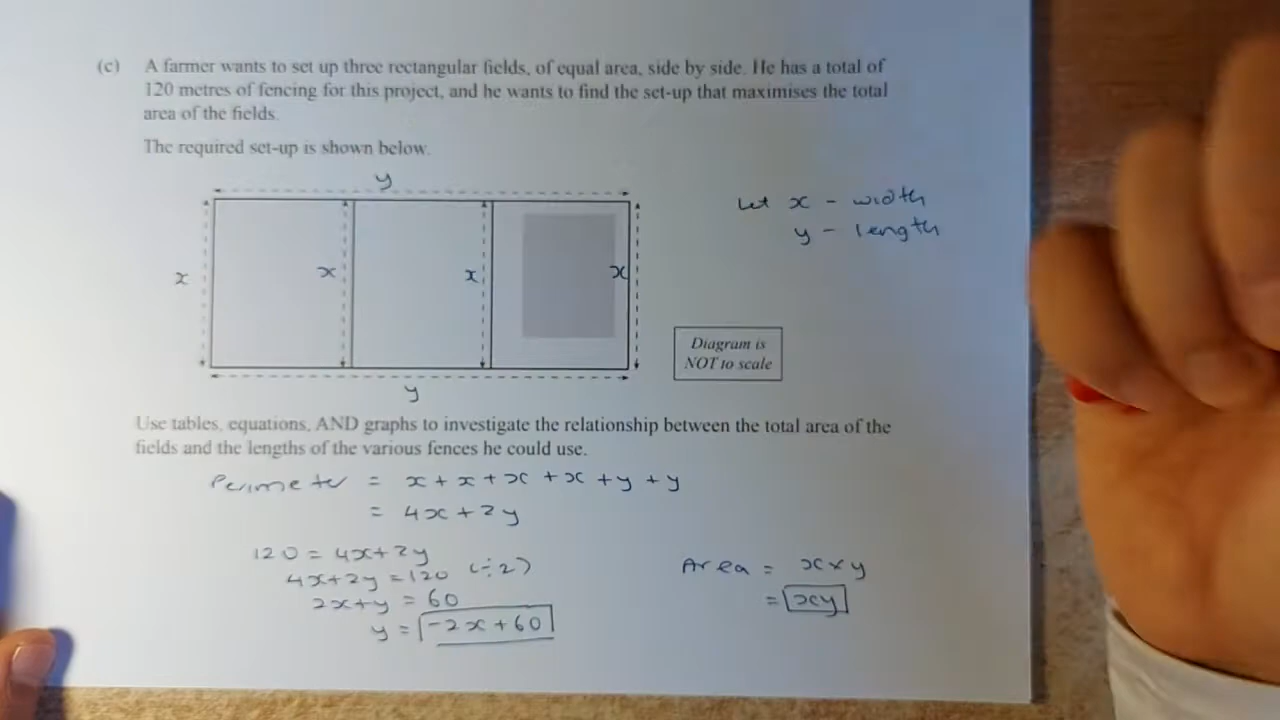 (c) A farmer wants to set up three rectangular fields, of equal area, side by side. He has a total of
120 metres of fencing for this project, and he wants to find the set-up that maximises the total
area of the fields.
The required set-up is shown below.
y
Let x - width
y - length
x x x x
Diagram is
NOT to scale
y
Use tables, equations, AND graphs to investigate the relationship between the total area of the
fields and the lengths of the various fences he could use.
Perimeter = x + x + x + x + y + y
= 4x + 2y
120 = 4x + 2y
4x + 2y = 120 (÷2)
2x + y = 60
y = -2x + 60
Area = x × y
= xy